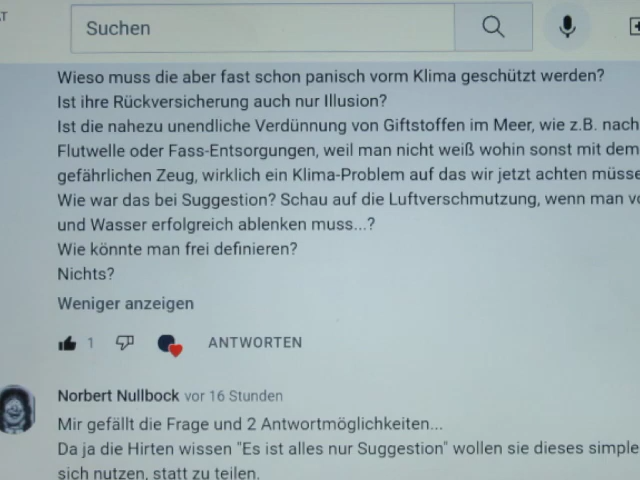 Suchen
Wieso muss die aber fast schon panisch vorm Klima geschützt werden?
Ist ihre Rückversicherung auch nur Illusion?
Ist die nahezu unendliche Verdünnung von Giftstoffen im Meer, wie z.B. nach
Flutwelle oder Fass-Entsorgungen, weil man nicht weiß wohin sonst mit dem
gefährlichen Zeug, wirklich ein Klima-Problem auf das wir jetzt achten
Wie war das bei Suggestion? Schau auf die Luftverschmutzung, wenn man
und Wasser erfolgreich ablenken muss...?
Wie könnte man frei definieren?
Nichts?
Weniger anzeigen
1 ANTWORTEN
Norbert Nullbock vor 16 Stunden
Mir gefällt die Frage und 2 Antwortmöglichkeiten...
Da ja die Hirten wissen "Es ist alles nur Suggestion" wollen sie dieses
sich nutzen, statt zu teilen.